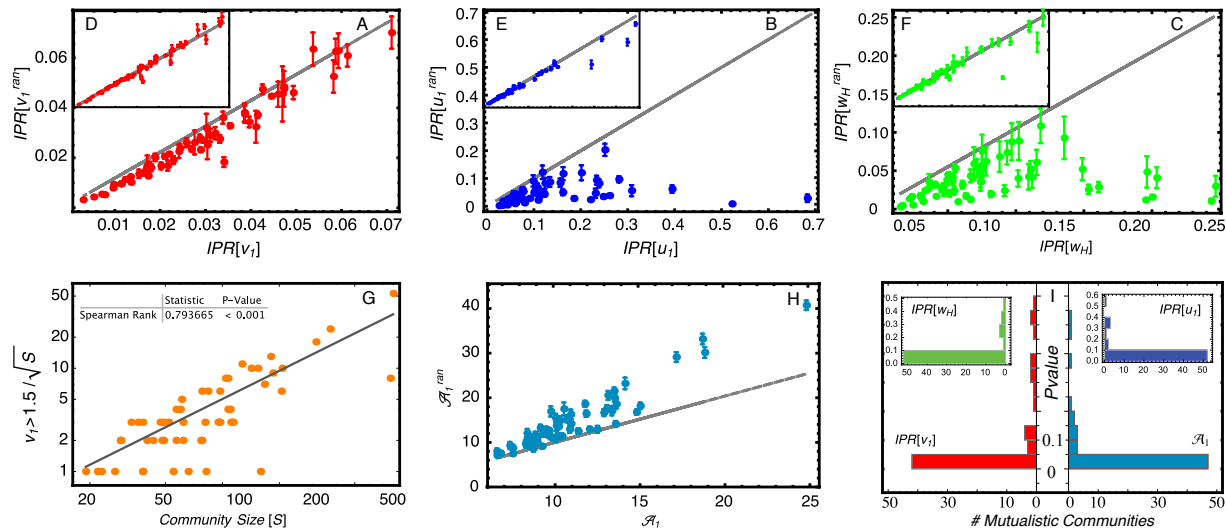 D
A
0.06
0.04
0.02
IPR[v₁ʳᵃⁿ]
0.01 0.02 0.03 0.04 0.05 0.06 0.07
IPR[v₁]
E
B
0.7
0.6
0.5
0.4
0.3
0.2
0.1
0
IPR[u₁ʳᵃⁿ]
0 0.1 0.2 0.3 0.4 0.5 0.6 0.7
IPR[u₁]
F
C
0.25
0.20
0.15
0.10
0.05
0
IPR[w_Hʳᵃⁿ]
0.05 0.10 0.15 0.20 0.25
IPR[w_H]
G
Statistic P-Value
Spearman Rank 0.793665 < 0.001
50
20
10
5
2
1
v₁>1.5/√S
20 50 100 200 500
Community Size [S]
H
40
30
20
10
𝒜₁ʳᵃⁿ
10 15 20 25
𝒜₁
I
IPR[w_H]
0.5
0.4
0.3
0.2
0.1
0.0
50 40 30 20 10 0
IPR[u₁]
0.6
0.5
0.4
0.3
0.2
0.1
0.0
0 10 20 30 40 50
Pvalue
IPR[v₁]
𝒜₁
0.1
0
50 40 30 20 10 0 0 10 20 30 40 50
# Mutualistic Communities